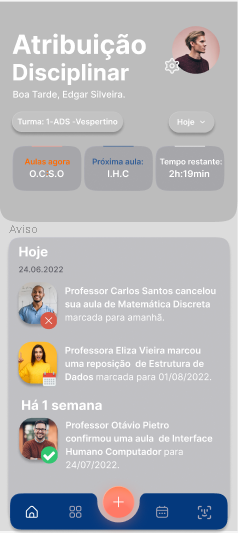 Atribuição
Disciplinar
Boa Tarde, Edgar Silveira.
Turma: 1-ADS -Vespertino
Hoje
Aulas agora
O.C.S.O
Próxima aula:
I.H.C
Tempo restante:
2h:19min
Aviso
Hoje
24.06.2022
Professor Carlos Santos cancelou
sua aula de Matemática Discreta
marcada para amanhã.
Professora Eliza Vieira marcou
uma reposição de Estrutura de
Dados marcada para 01/08/2022.
Há 1 semana
Professor Otávio Pietro
confirmou uma aula de Interface
Humano Computador para
24/07/2022.